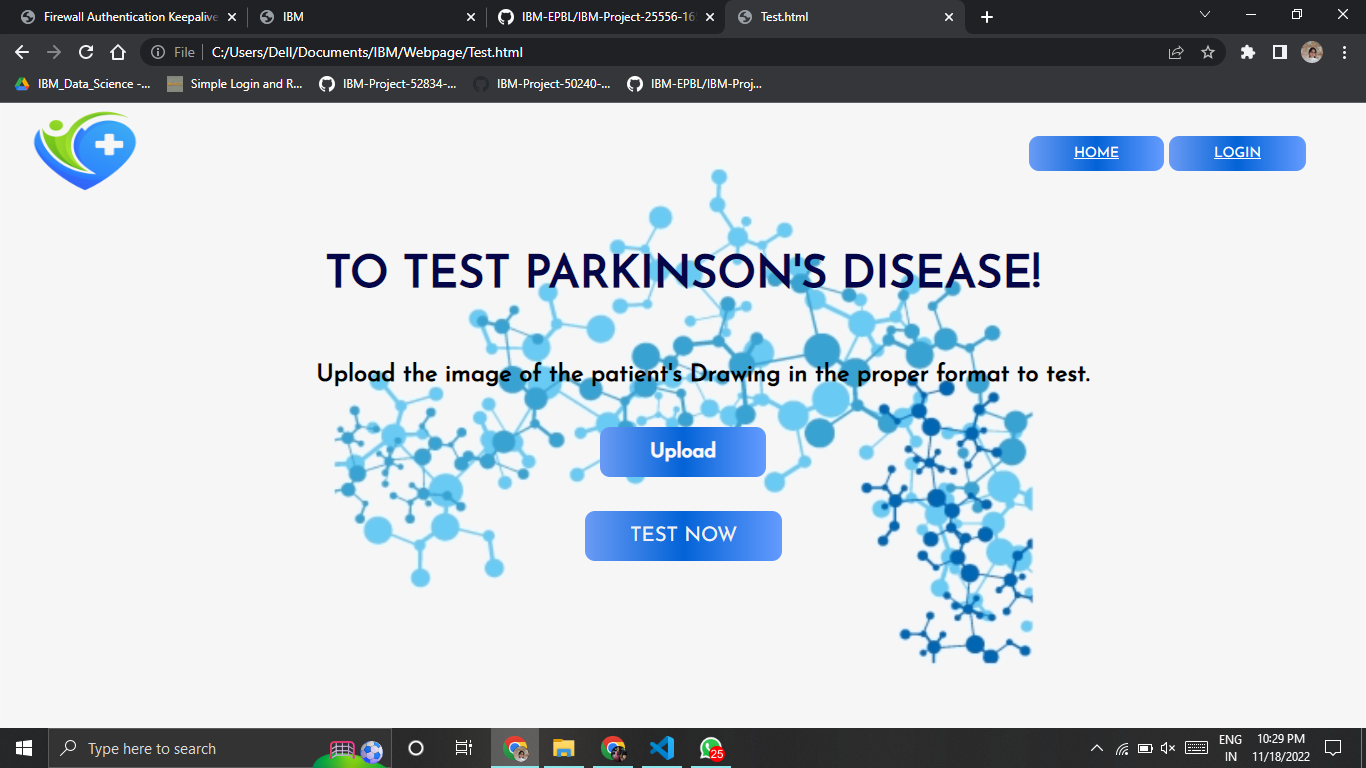 Firewall Authentication Keepalive
IBM
IBM-EPBL/IBM-Project-25556-16
Test.html
File
C:/Users/Dell/Documents/IBM/Webpage/Test.html
IBM_Data_Science -...
Simple Login and R...
IBM-Project-52834-...
IBM-Project-50240-...
IBM-EPBL/IBM-Proj...
HOME
LOGIN
TO TEST PARKINSON'S DISEASE!
Upload the image of the patient's Drawing in the proper format to test.
Upload
TEST NOW
Type here to search
25
ENG
IN
10:29 PM
11/18/2022